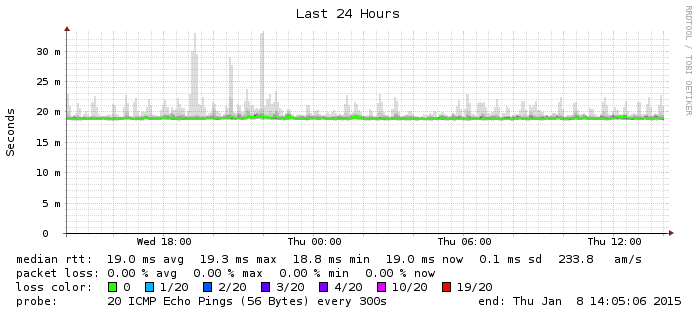 Last 24 Hours
RRDTOOL / TOBI OETIKER
Seconds
30 m
25 m
20 m
15 m
10 m
5 m
0
Wed 18:00 Thu 00:00 Thu 06:00 Thu 12:00
median rtt: 19.0 ms avg 19.3 ms max 18.8 ms min 19.0 ms now 0.1 ms sd 233.8 am/s
packet loss: 0.00 % avg 0.00 % max 0.00 % min 0.00 % now
loss color: 0 1/20 2/20 3/20 4/20 10/20 19/20
probe: 20 ICMP Echo Pings (56 Bytes) every 300s end: Thu Jan 8 14:05:06 2015